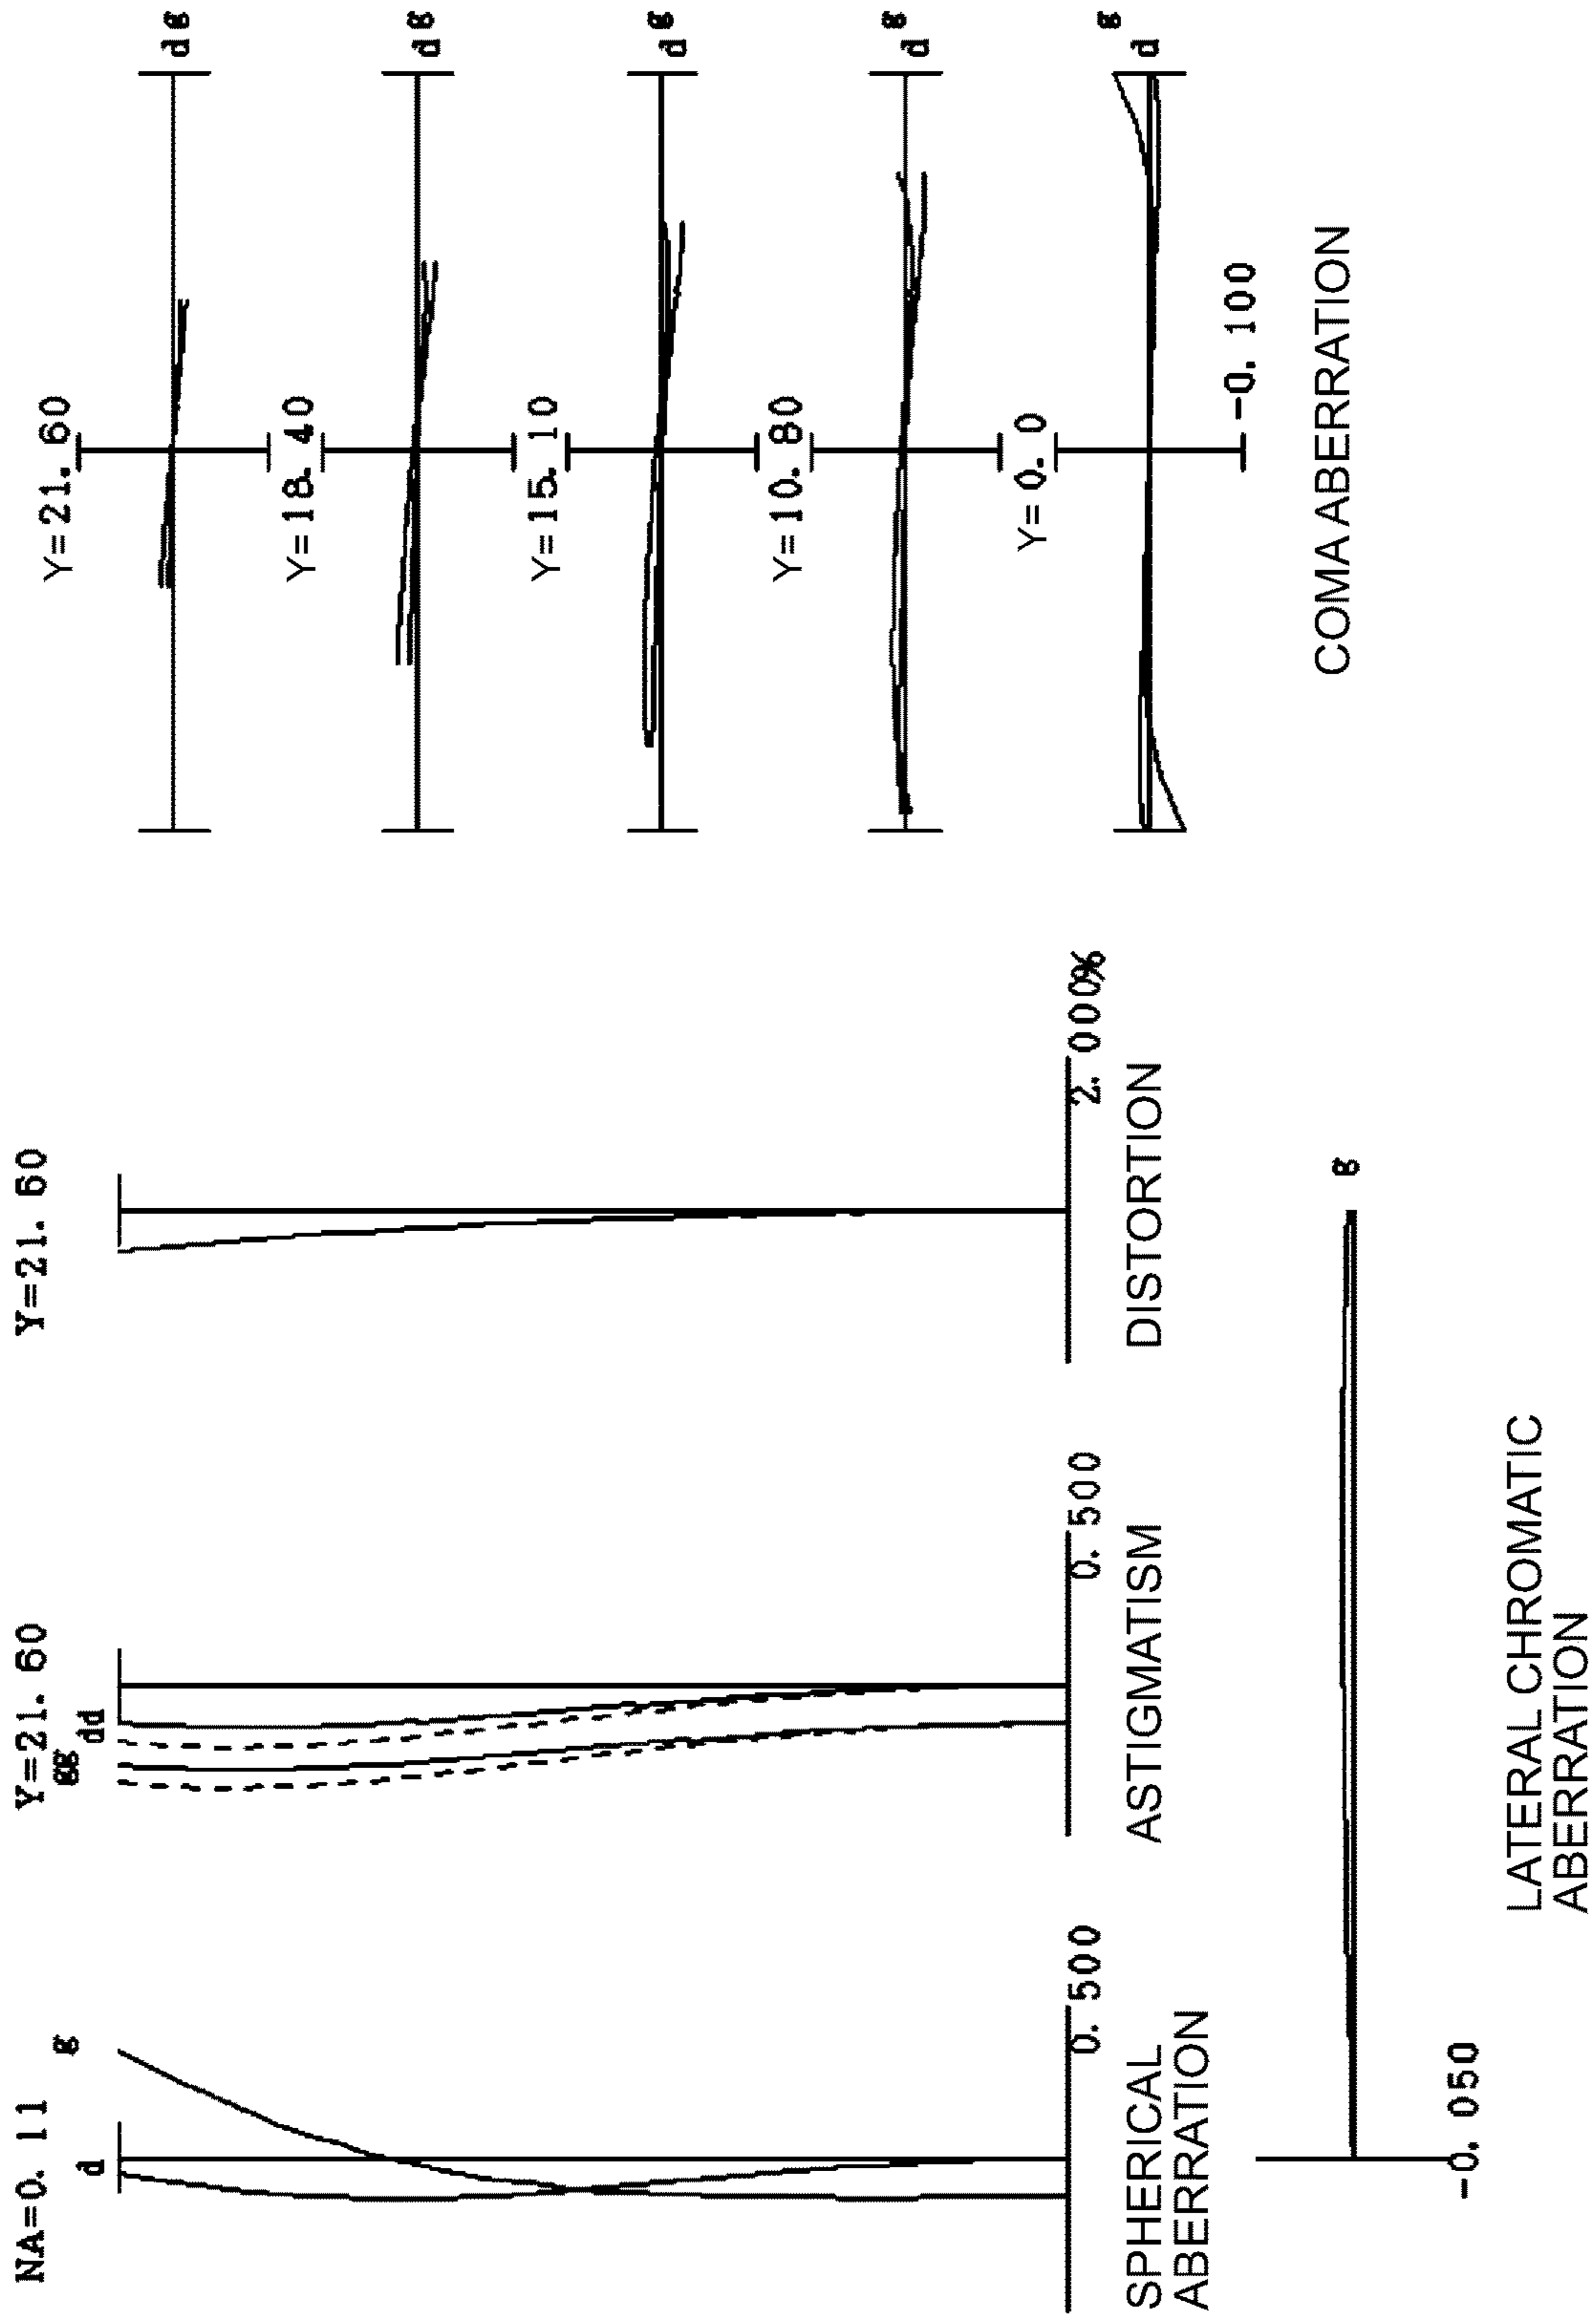 NA=0. 11
d
g
0. 500
SPHERICAL
ABERRATION
Y=21. 60
gg
dd
0. 500
ASTIGMATISM
Y=21. 60
2. 000%
DISTORTION
g
-0. 050
LATERAL CHROMATIC
ABERRATION
Y=21. 60
d g
Y=18. 40
d g
Y=15. 10
d g
Y=10. 80
d g
Y=0. 0
d g
-0. 100
COMA ABERRATION